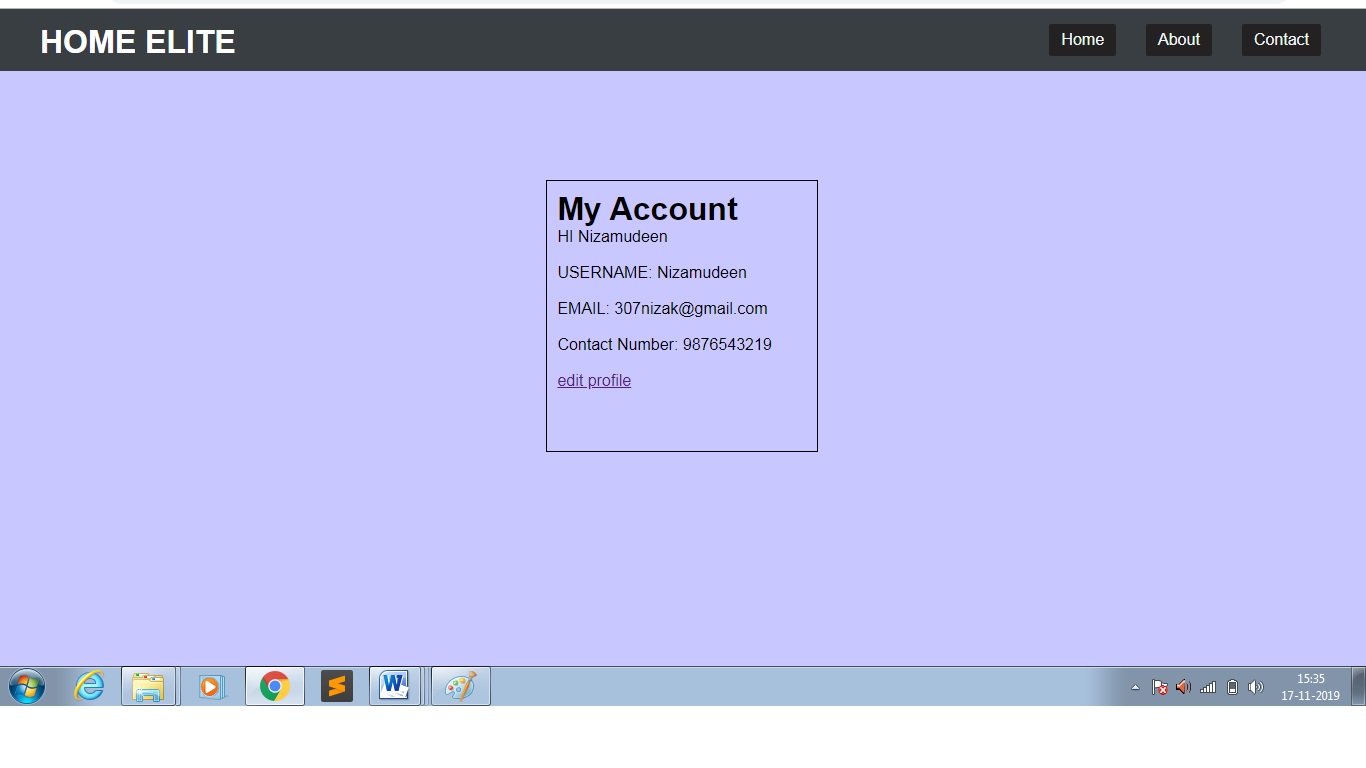 HOME ELITE
Home
About
Contact
My Account
HI Nizamudeen
USERNAME: Nizamudeen
EMAIL: 307nizak@gmail.com
Contact Number: 9876543219
edit profile
15:35
17-11-2019